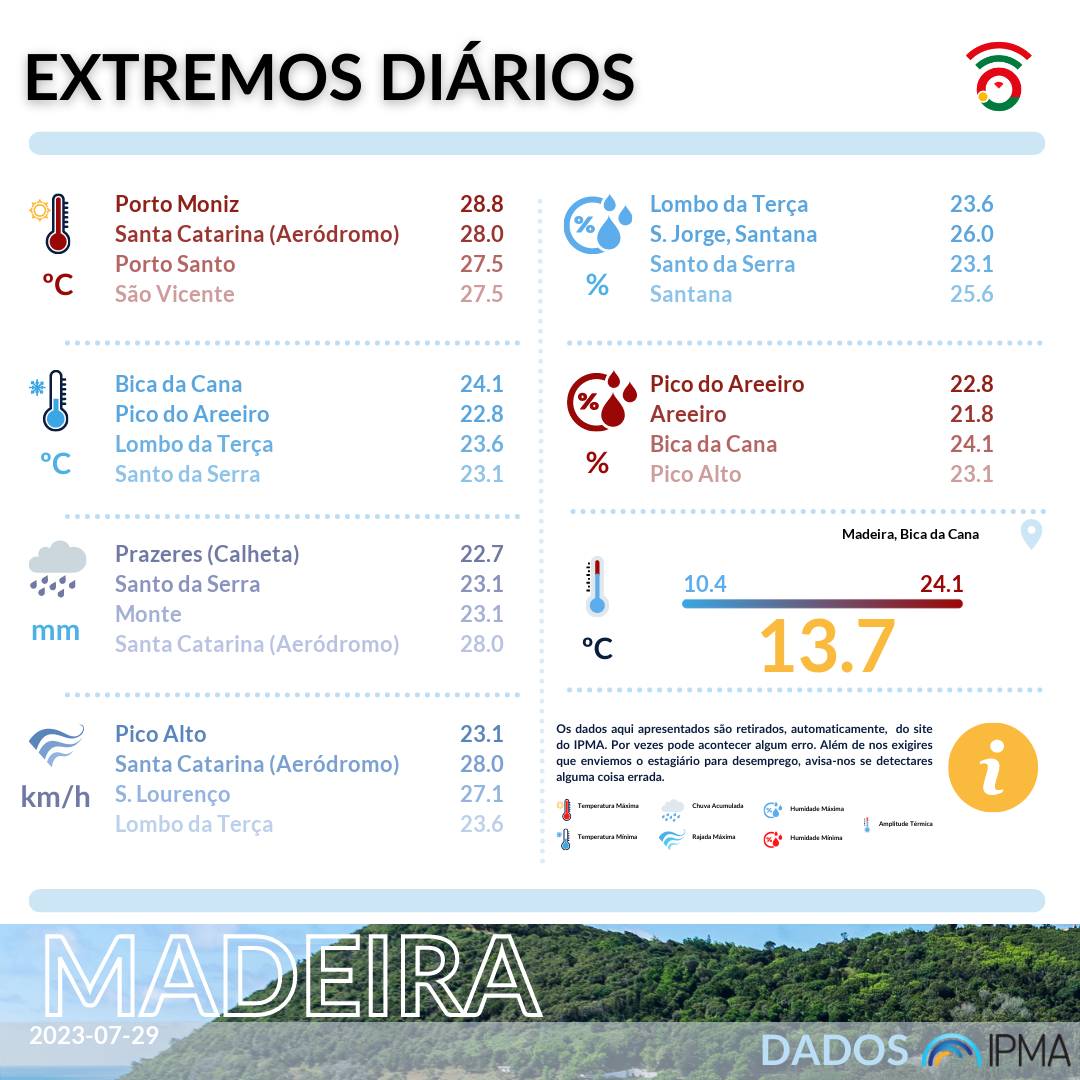 EXTREMOS DIÁRIOS
Porto Moniz 28.8
Santa Catarina (Aeródromo) 28.0
Porto Santo 27.5
São Vicente 27.5
ºC
Bica da Cana 24.1
Pico do Areeiro 22.8
Lombo da Terça 23.6
Santo da Serra 23.1
ºC
Prazeres (Calheta) 22.7
Santo da Serra 23.1
Monte 23.1
Santa Catarina (Aeródromo) 28.0
mm
Pico Alto 23.1
Santa Catarina (Aeródromo) 28.0
S. Lourenço 27.1
Lombo da Terça 23.6
km/h
%
Lombo da Terça 23.6
S. Jorge, Santana 26.0
Santo da Serra 23.1
Santana 25.6
%
%
Pico do Areeiro 22.8
Areeiro 21.8
Bica da Cana 24.1
Pico Alto 23.1
%
Madeira, Bica da Cana
10.4 24.1
13.7
ºC
Os dados aqui apresentados são retirados, automaticamente, do site
do IPMA. Por vezes pode acontecer algum erro. Além de nos exigires
que enviemos o estagiário para desemprego, avisa-nos se detectares
alguma coisa errada.
i
Temperatura Máxima Chuva Acumulada % Humidade Máxima
Amplitude Térmica
Temperatura Mínima Rajada Máxima % Humidade Mínima
MADEIRA
2023-07-29
DADOS IPMA